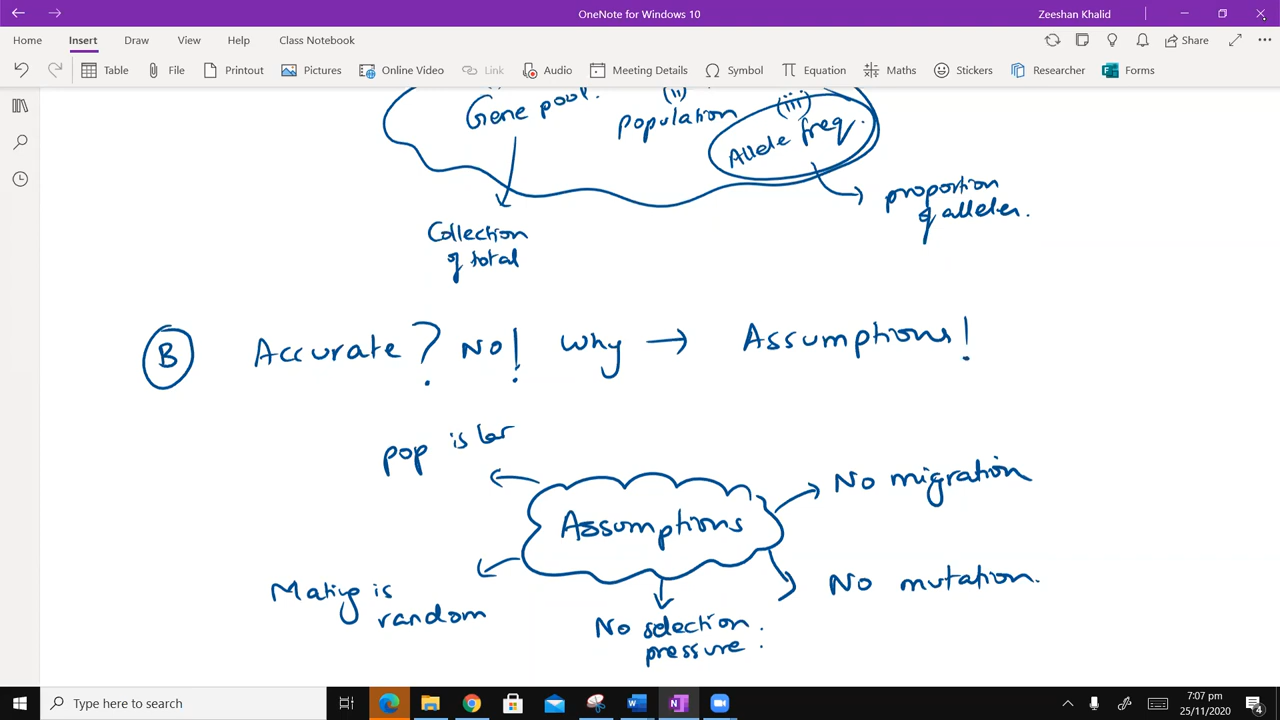 OneNote for Windows 10
Zeeshan Khalid
Home Insert Draw View Help Class Notebook
Share
Table File Printout Pictures Online Video Link Audio Meeting Details Symbol Equation Maths Stickers Researcher Forms
Gene pool.
(ii)
population
(iii)
Allele freq.
proportion
of alleles.
Collection
of total
B Accurate? No! Why → Assumptions!
pop is lar
Assumptions
No migration
Mating is
random
No selection
pressure.
No mutation.
Type here to search
7:07 pm
25/11/2020
4